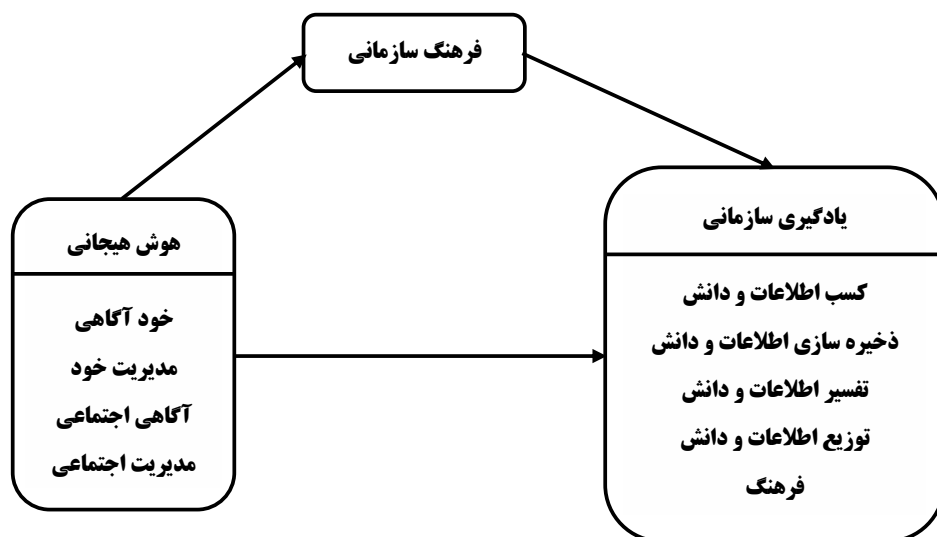 فرهنگ سازمانی
یادگیری سازمانی
کسب اطلاعات و دانش
ذخیره سازی اطلاعات و دانش
تفسیر اطلاعات و دانش
توزیع اطلاعات و دانش
فرهنگ
هوش هیجانی
خود آگاهی
مدیریت خود
آگاهی اجتماعی
مدیریت اجتماعی